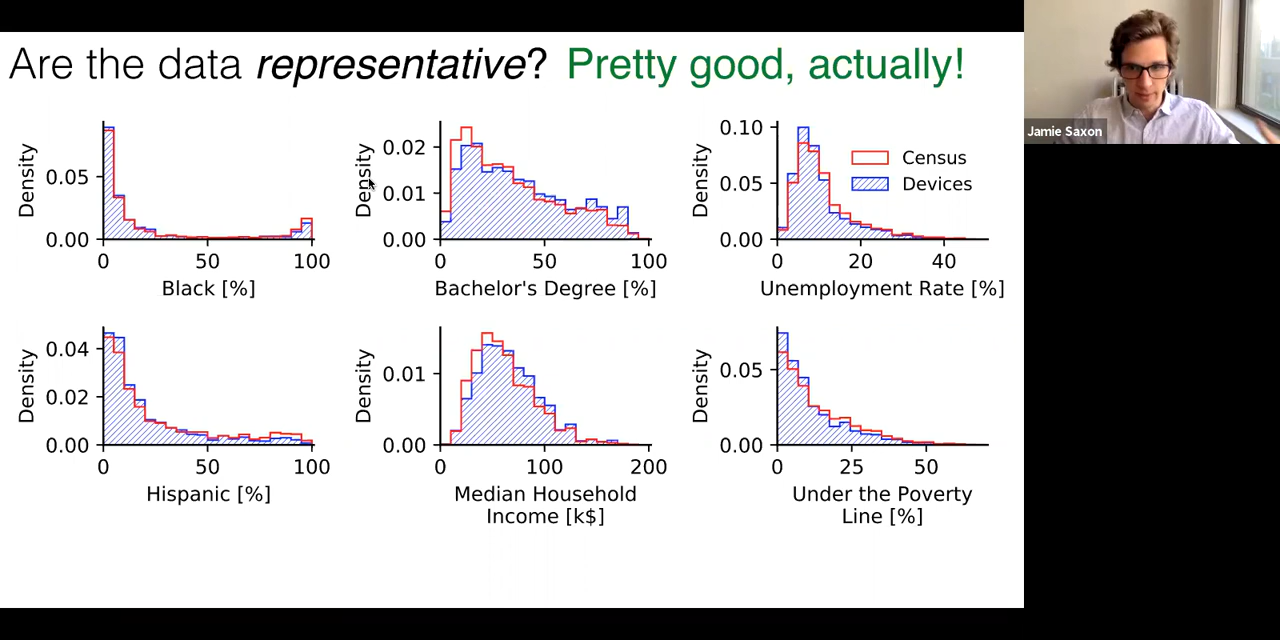 Are the data representative? Pretty good, actually!
Jamie Saxon
Density
0.05
0.00
0
50
100
Black [%]
Density
0.02
0.01
0.00
0
50
100
Bachelor's Degree [%]
Density
0.10
0.05
0.00
0
20
40
Unemployment Rate [%]
Census
Devices
Density
0.04
0.02
0.00
0
50
100
Hispanic [%]
Density
0.01
0.00
0
100
200
Median Household
Income [k$]
Density
0.05
0.00
0
25
50
Under the Poverty
Line [%]